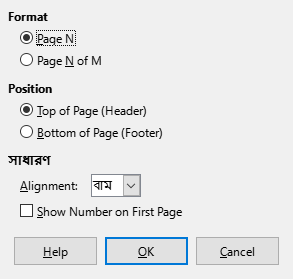 Format
Page N
Page N of M
Position
Top of Page (Header)
Bottom of Page (Footer)
সাধারণ
Alignment: বাম
Show Number on First Page
Help OK Cancel